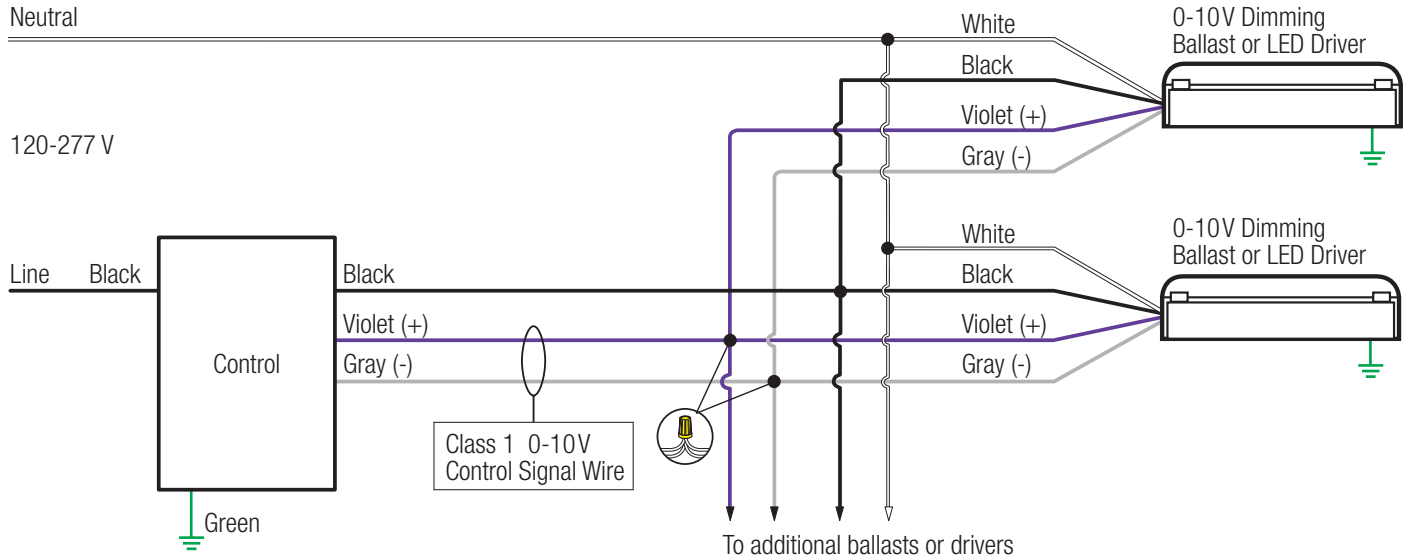 Neutral
White
0-10V Dimming
Ballast or LED Driver
Black
Violet (+)
120-277 V
Gray (-)
White
0-10V Dimming
Ballast or LED Driver
Line
Black
Black
Black
Violet (+)
Violet (+)
Control
Gray (-)
Gray (-)
Class 1 0-10V
Control Signal Wire
Green
To additional ballasts or drivers